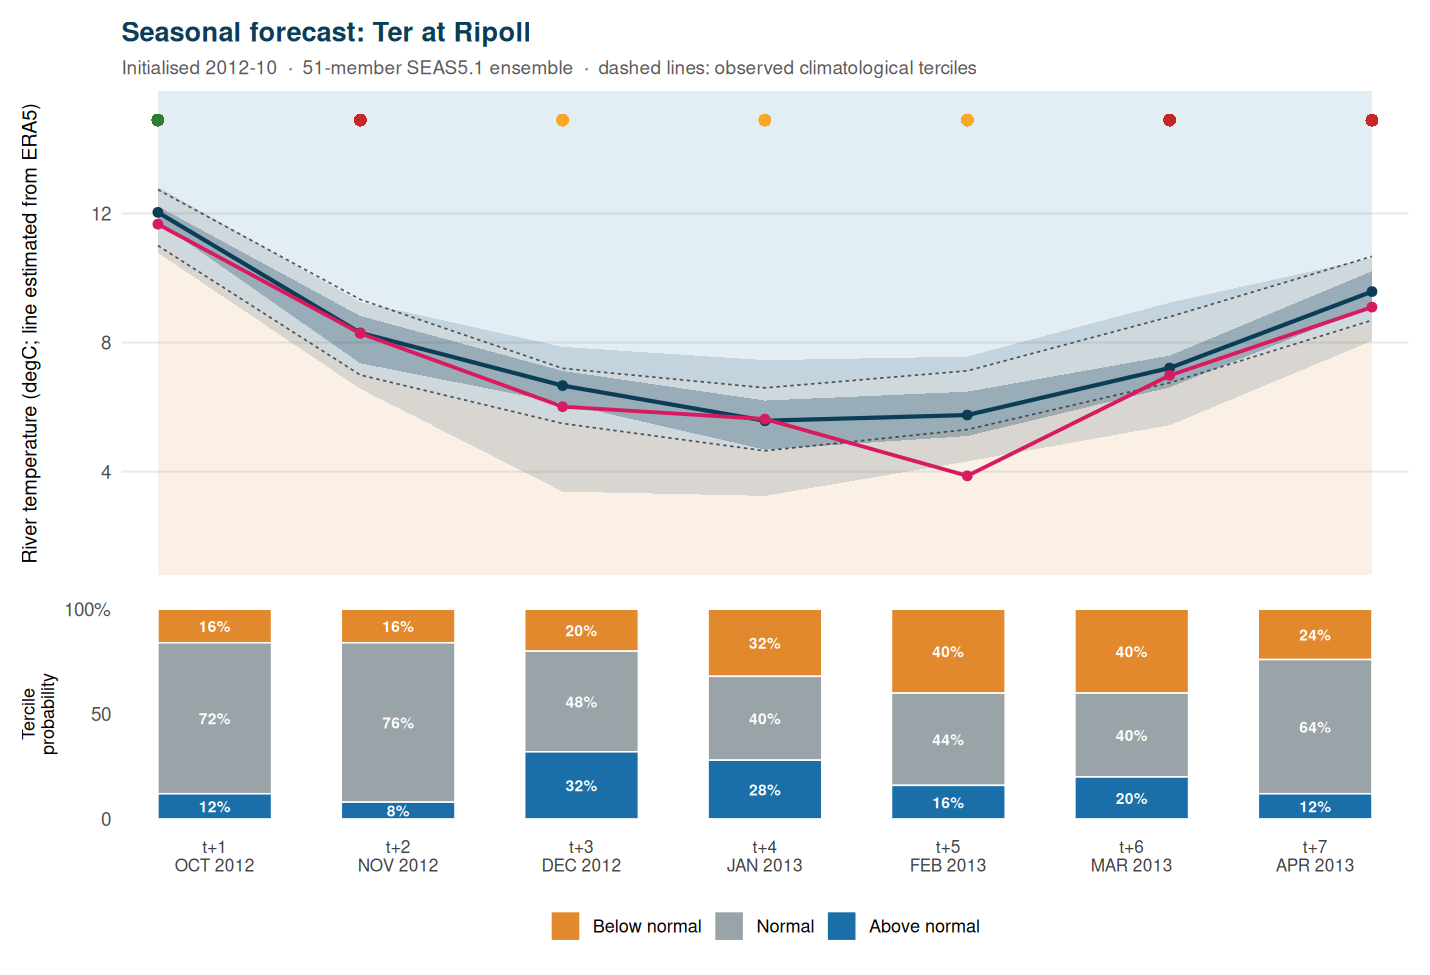 Seasonal forecast: Ter at Ripoll
Initialised 2012-10 · 51-member SEAS5.1 ensemble · dashed lines: observed climatological terciles
River temperature (degC; line estimated from ERA5)
12
8
4
Tercile
probability
100%
50
0
16%
72%
12%
16%
76%
8%
20%
48%
32%
32%
40%
28%
40%
44%
16%
40%
40%
20%
24%
64%
12%
t+1
OCT 2012
t+2
NOV 2012
t+3
DEC 2012
t+4
JAN 2013
t+5
FEB 2013
t+6
MAR 2013
t+7
APR 2013
Below normal
Normal
Above normal